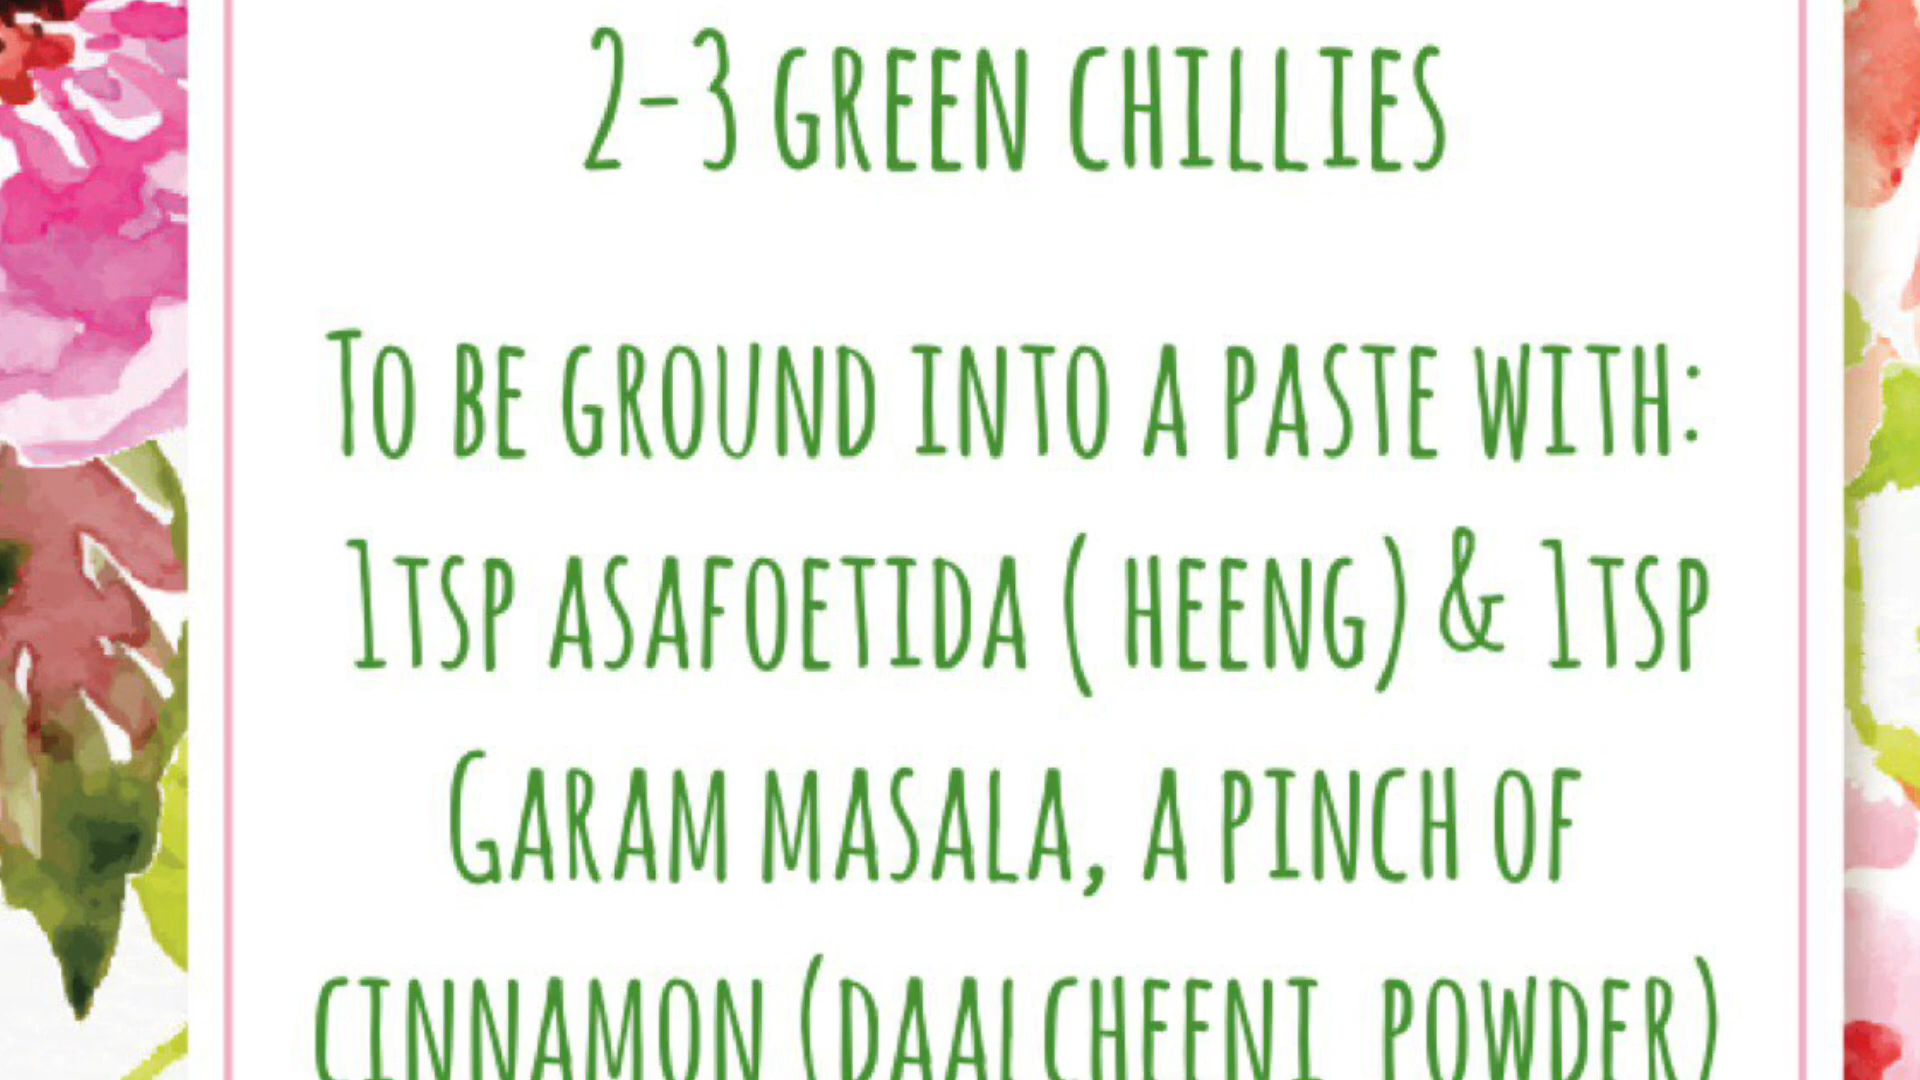 2-3 GREEN CHILLIES
TO BE GROUND INTO A PASTE WITH:
1TSP ASAFOETIDA ( HEENG) & 1TSP
GARAM MASALA, A PINCH OF
CINNAMON (DAALCHEENI POWDER)